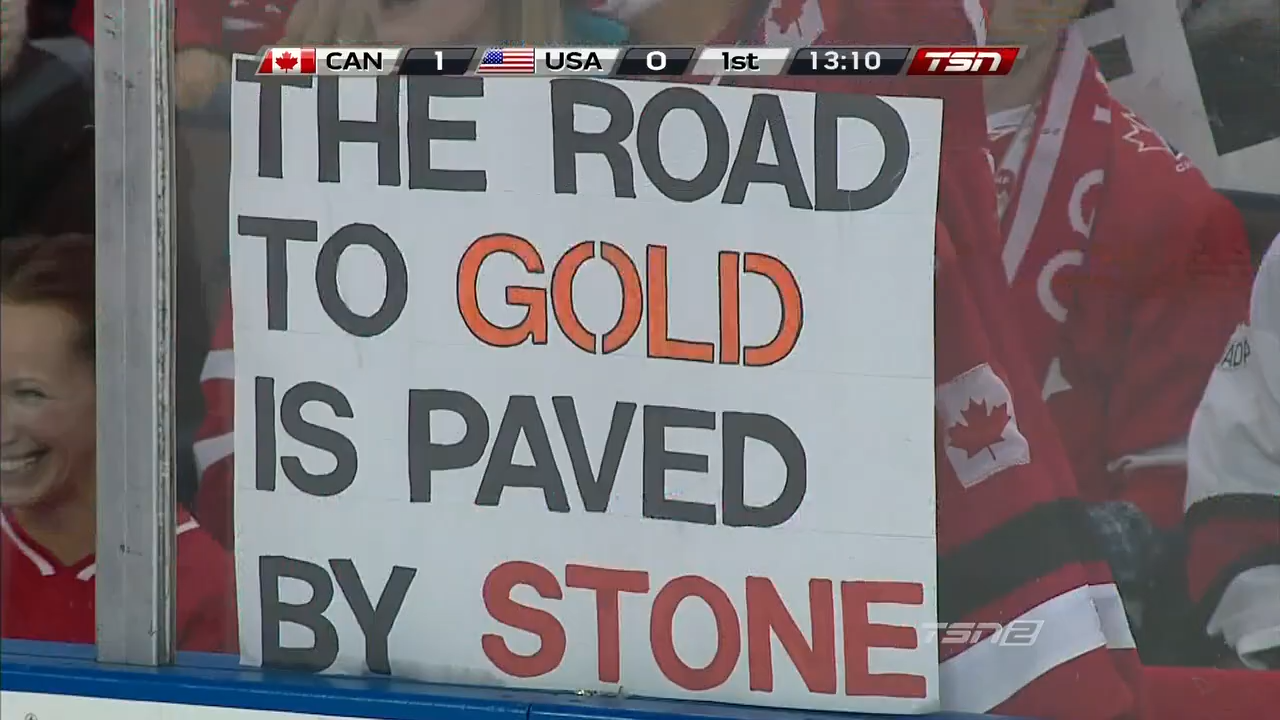 CAN 1 USA 0 1st 13:10 TSN
THE ROAD
TO GOLD
IS PAVED
BY STONE
TSN2